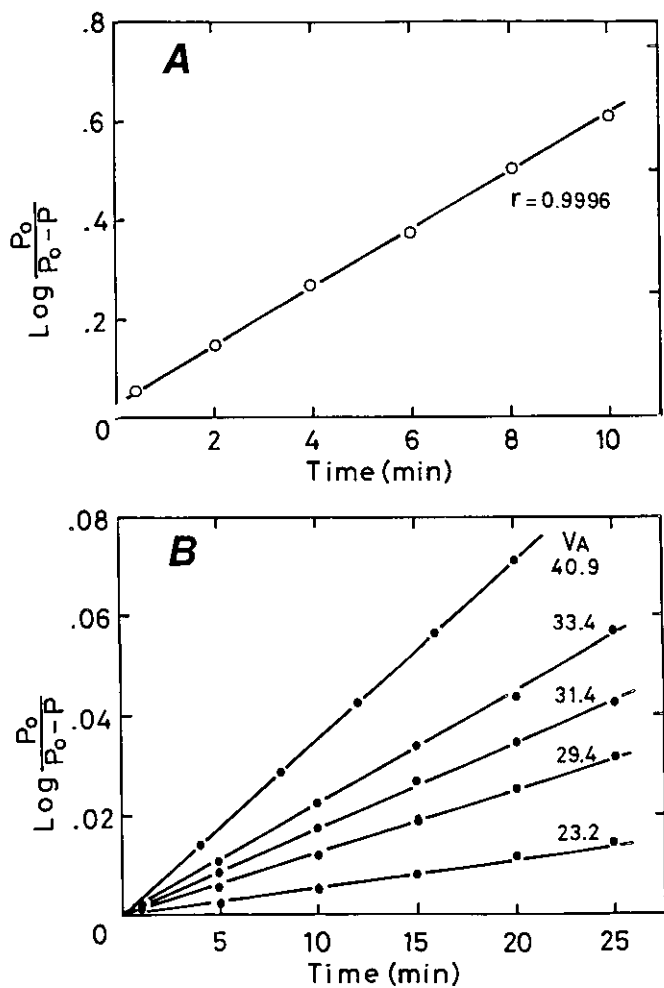 A
.8
.6
.4
.2
0
Log P₀ / P₀ - P
r = 0.9996
2 4 6 8 10
Time (min)
B
.08
.06
.04
.02
0
Log P₀ / P₀ - P
VA
40.9
33.4
31.4
29.4
23.2
5 10 15 20 25
Time (min)